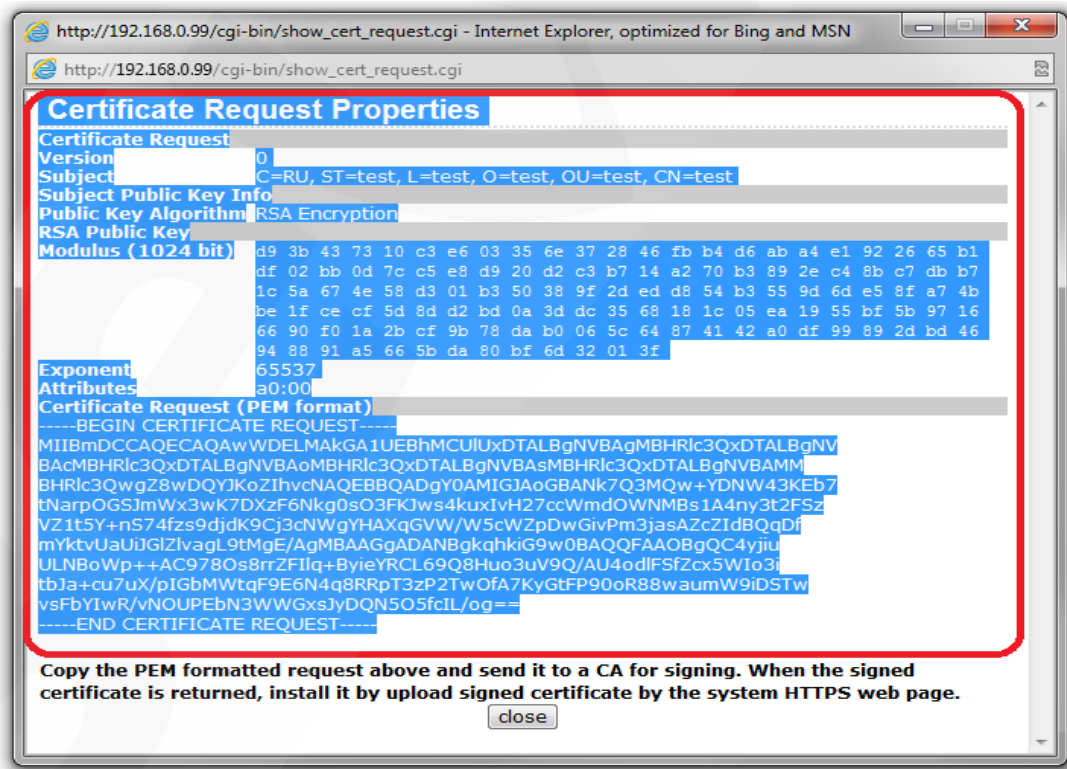 http://192.168.0.99/cgi-bin/show_cert_request.cgi - Internet Explorer, optimized for Bing and MSN
http://192.168.0.99/cgi-bin/show_cert_request.cgi
Certificate Request Properties
Certificate Request
Version 0
Subject C=RU, ST=test, L=test, O=test, OU=test, CN=test
Subject Public Key Info
Public Key Algorithm RSA Encryption
RSA Public Key
Modulus (1024 bit) d9 3b 43 73 10 c3 e6 03 35 6e 37 28 46 fb b4 d6 ab a4 e1 92 26 65 b1
df 02 bb 0d 7c c5 e8 d9 20 d2 c3 b7 14 a2 70 b3 89 2e c4 8b c7 db b7
1c 5a 67 4e 58 d3 01 b3 50 38 9f 2d ed d8 54 b3 55 9d 6d e5 8f a7 4b
be 1f ce cf 5d 8d d2 bd 0a 3d dc 35 68 18 1c 05 ea 19 55 bf 5b 97 16
66 90 f0 1a 2b cf 9b 78 da b0 06 5c 64 87 41 42 a0 df 99 89 2d bd 46
94 88 91 a5 66 5b da 80 bf 6d 32 01 3f
Exponent 65537
Attributes a0:00
Certificate Request (PEM format)
-----BEGIN CERTIFICATE REQUEST-----
MIIBmDCCAQECAQAwWDELMAkGA1UEBhMCUlUxDTALBgNVBAgMBHRlc3QxDTALBgNV
BAcMBHRlc3QxDTALBgNVBAoMBHRlc3QxDTALBgNVBAsMBHRlc3QxDTALBgNVBAMM
BHRlc3QwgZ8wDQYJKoZIhvcNAQEBBQADgY0AMIGJAoGBANk7Q3MQw+YDNW43KEb7
tNarpOGSJmWx3wK7DXzF6Nkg0sO3FKJws4kuxIvH27ccWmdOWNMBs1A4ny3t2FSz
VZ1t5Y+nS74fzs9djdK9Cj3cNWgYHAXqGVW/W5cWZpDwGivPm3jasAZcZIdBQqDf
mYktvUaUiJGlZlvagL9tMgE/AgMBAAGgADANBgkqhkiG9w0BAQQFAAOBgQC4yjiu
ULNBoWp++AC978Os8rrZFIlq+ByieYRCL69Q8Huo3uV9Q/AU4odlFSfZcx5WIo3i
tbJa+cu7uX/pIGbMWtqF9E6N4q8RRpT3zP2TwOfA7KyGtFP90oR88waumW9iDSTw
vsFbYIwR/vNOUPEbN3WWGxsJyDQN5O5fcIL/og==
-----END CERTIFICATE REQUEST-----
Copy the PEM formatted request above and send it to a CA for signing. When the signed
certificate is returned, install it by upload signed certificate by the system HTTPS web page.
close